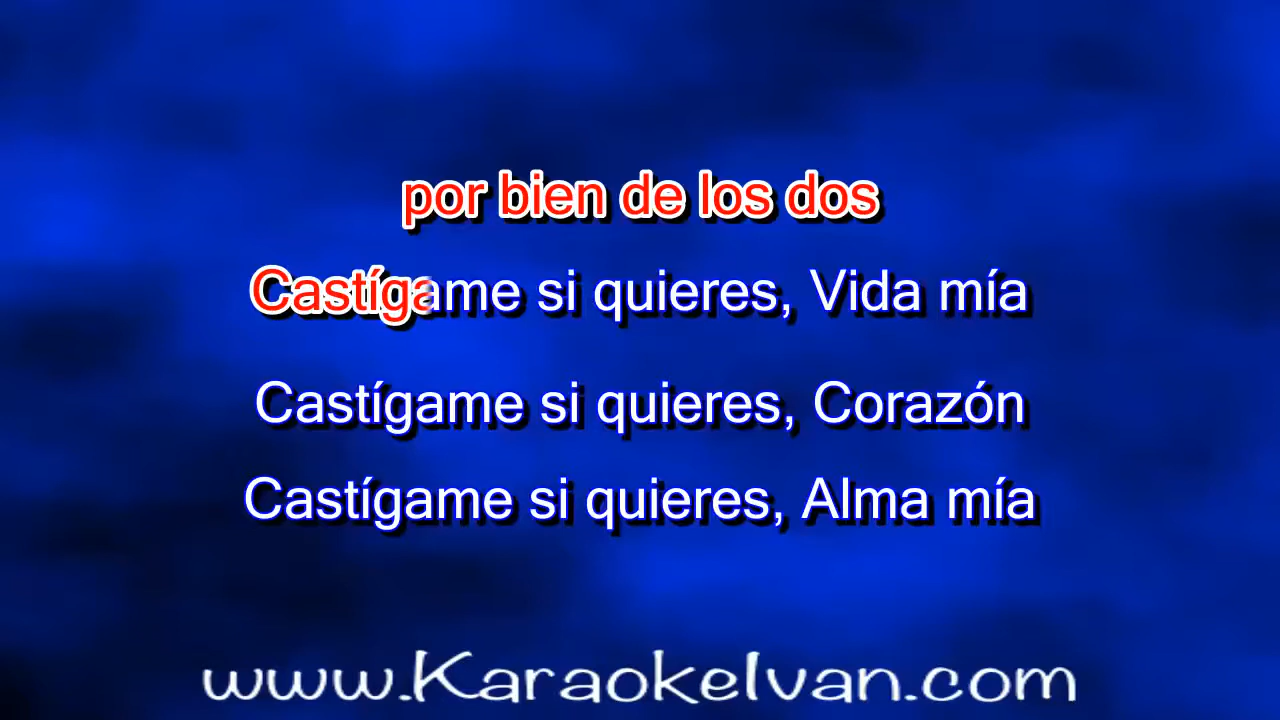 por bien de los dos
Castígame si quieres, Vida mía
Castígame si quieres, Corazón
Castígame si quieres, Alma mía
www.KaraokeIvan.com